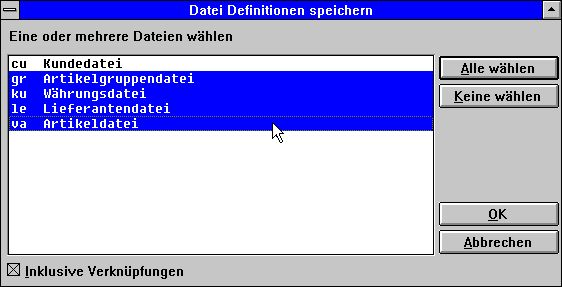 Datei Definitionen speichern
Eine oder mehrere Dateien wählen
cu Kundedatei
gr Artikelgruppendatei
ku Währungsdatei
le Lieferantendatei
va Artikeldatei
Alle wählen
Keine wählen
OK
Abbrechen
Inklusive Verknüpfungen